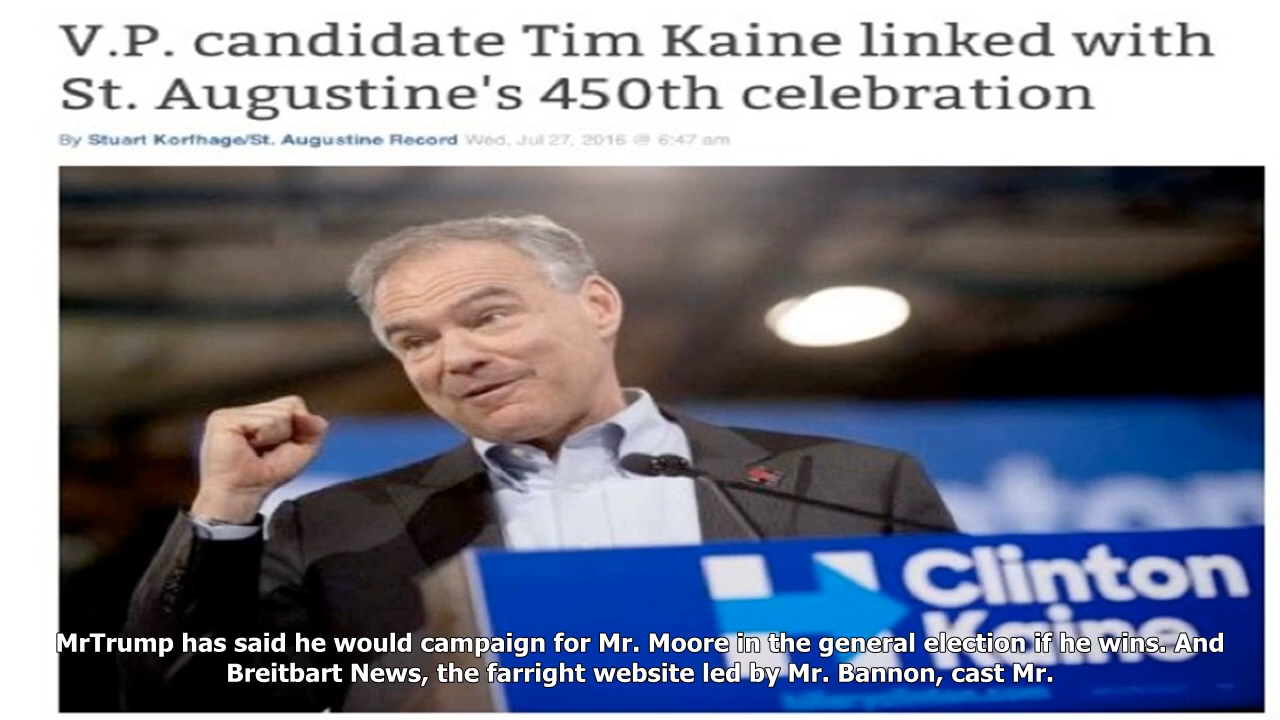 V.P. candidate Tim Kaine linked with
St. Augustine's 450th celebration
By Stuart Korfhage/St. Augustine Record Wed, Jul 27, 2016 @ 6:47 am
nton
Clinton
Kaine
MrTrump has said he would campaign for Mr. Moore in the general election if he wins. And
Breitbart News, the farright website led by Mr. Bannon, cast Mr.